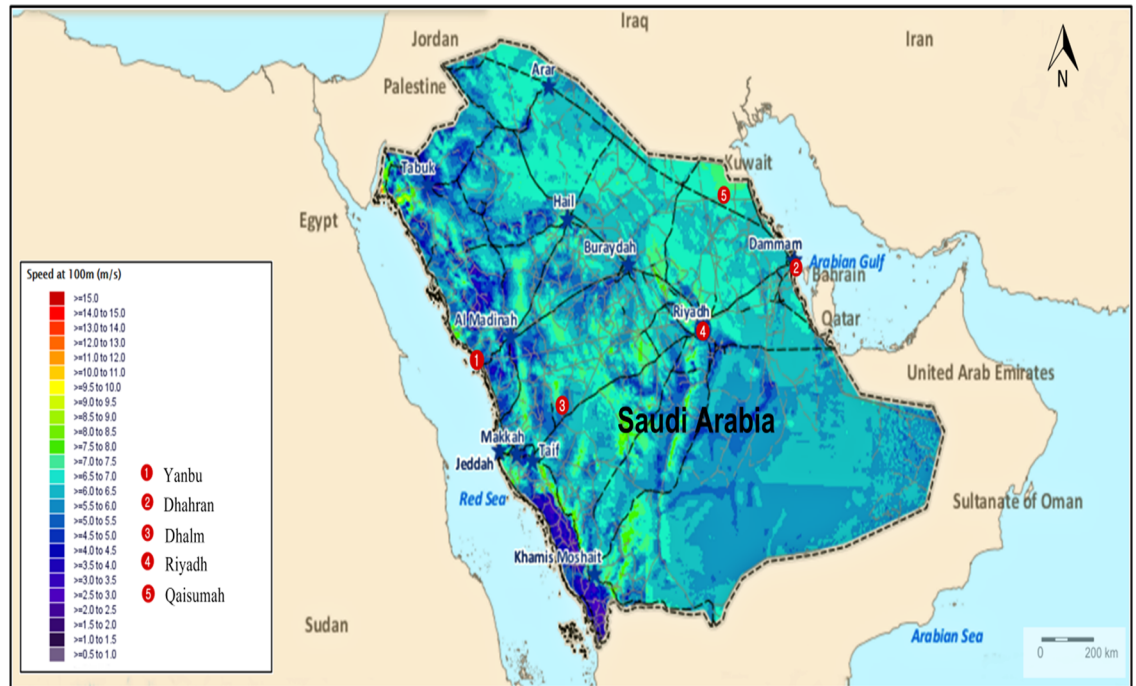 Iraq
Jordan
Iran
N
Arar
Palestine
Kuwait
Tabuk
5
Hail
Egypt
Buraydah
Dammam
Arabian Gulf
2
Bahrain
Speed at 100m (m/s)
>=15.0
>=14.0 to 15.0
>=13.0 to 14.0
>=12.0 to 13.0
>=11.0 to 12.0
>=10.0 to 11.0
>=9.5 to 10.0
>=9.0 to 9.5
>=8.5 to 9.0
>=8.0 to 8.5
>=7.5 to 8.0
>=7.0 to 7.5
>=6.5 to 7.0
>=6.0 to 6.5
>=5.5 to 6.0
>=5.0 to 5.5
>=4.5 to 5.0
>=4.0 to 4.5
>=3.5 to 4.0
>=3.0 to 3.5
>=2.5 to 3.0
>=2.0 to 2.5
>=1.5 to 2.0
>=1.0 to 1.5
>=0.5 to 1.0
1 Yanbu
2 Dhahran
3 Dhalm
4 Riyadh
5 Qaisumah
Al Madinah
Riyadh
4
Qatar
1
United Arab Emirates
3
Saudi Arabia
Makkah
Taif
Jeddah
Red Sea
Sultanate of Oman
Khamis Moshait
Sudan
Arabian Sea
0 200 km